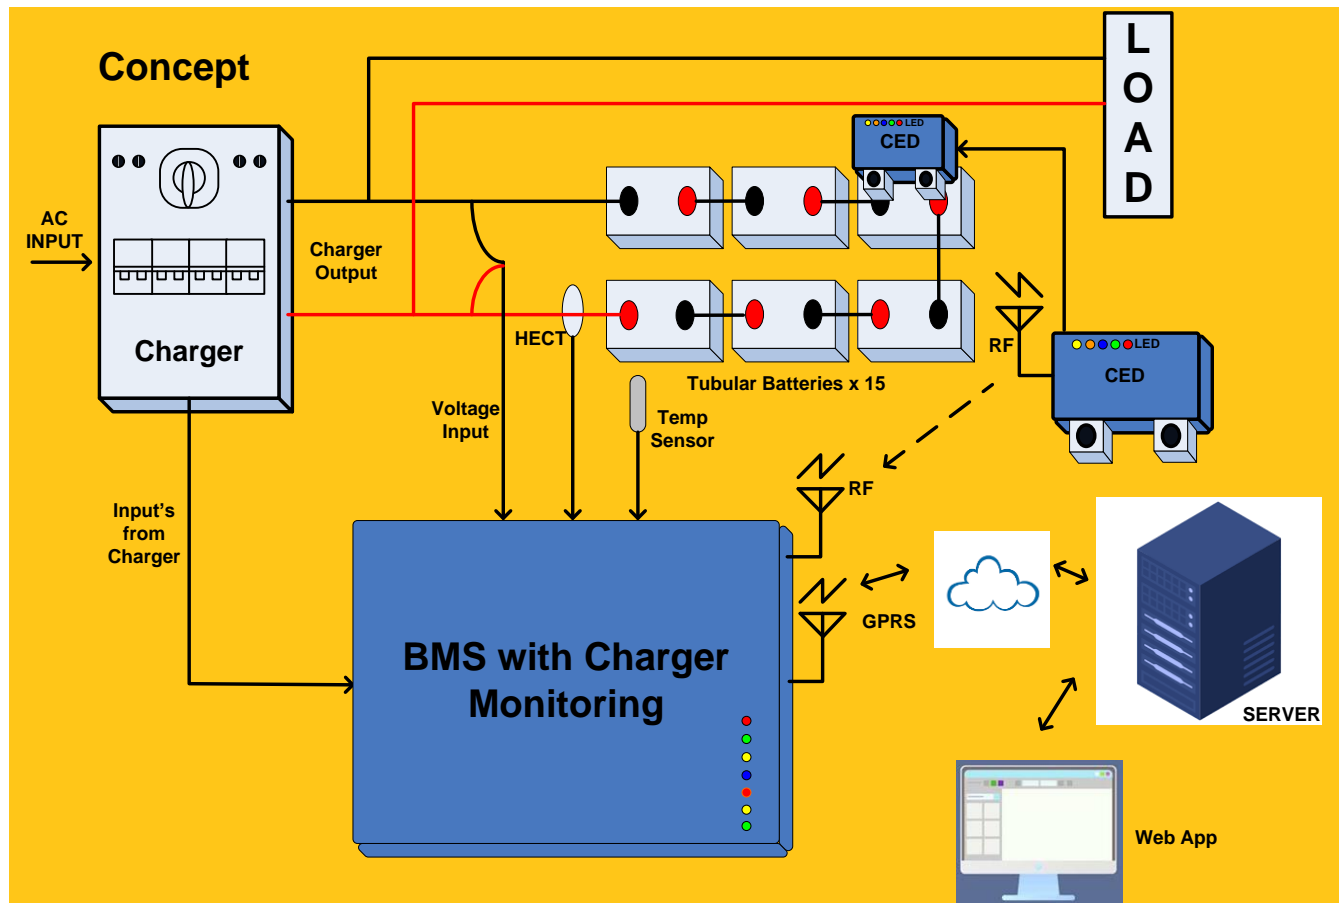 Concept
L
O
A
D
LED
CED
AC
INPUT
Charger
Output
Charger
HECT
RF
LED
CED
Tubular Batteries x 15
Voltage
Input
Temp
Sensor
RF
Input's
from
Charger
GPRS
BMS with Charger
Monitoring
SERVER
Web App